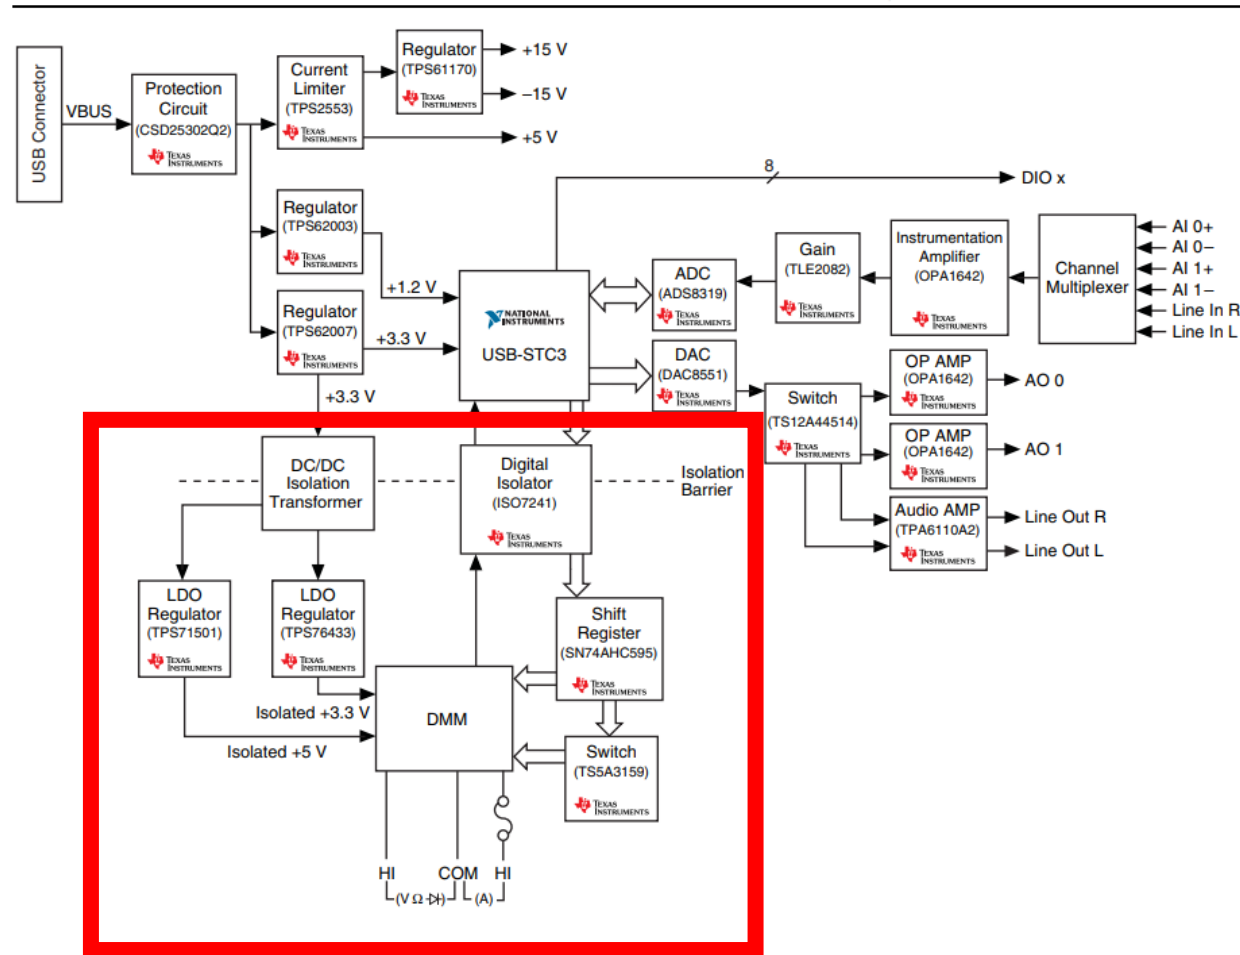 USB Connector
VBUS
Protection
Circuit
(CSD25302Q2)
TEXAS
INSTRUMENTS
Current
Limiter
(TPS2553)
TEXAS
INSTRUMENTS
Regulator
(TPS61170)
TEXAS
INSTRUMENTS
+15 V
–15 V
+5 V
Regulator
(TPS62003)
TEXAS
INSTRUMENTS
+1.2 V
Regulator
(TPS62007)
TEXAS
INSTRUMENTS
+3.3 V
+3.3 V
NATIONAL
INSTRUMENTS
USB-STC3
8
DIO x
ADC
(ADS8319)
TEXAS
INSTRUMENTS
Gain
(TLE2082)
TEXAS
INSTRUMENTS
Instrumentation
Amplifier
(OPA1642)
TEXAS
INSTRUMENTS
Channel
Multiplexer
AI 0+
AI 0–
AI 1+
AI 1–
Line In R
Line In L
DAC
(DAC8551)
TEXAS
INSTRUMENTS
Switch
(TS12A44514)
TEXAS
INSTRUMENTS
OP AMP
(OPA1642)
TEXAS
INSTRUMENTS
AO 0
OP AMP
(OPA1642)
TEXAS
INSTRUMENTS
AO 1
Audio AMP
(TPA6110A2)
TEXAS
INSTRUMENTS
Line Out R
Line Out L
DC/DC
Isolation
Transformer
Digital
Isolator
(ISO7241)
TEXAS
INSTRUMENTS
Isolation
Barrier
LDO
Regulator
(TPS71501)
TEXAS
INSTRUMENTS
LDO
Regulator
(TPS76433)
TEXAS
INSTRUMENTS
Shift
Register
(SN74AHC595)
TEXAS
INSTRUMENTS
Isolated +3.3 V
Isolated +5 V
DMM
Switch
(TS5A3159)
TEXAS
INSTRUMENTS
HI
COM
HI
(V Ω )
(A)